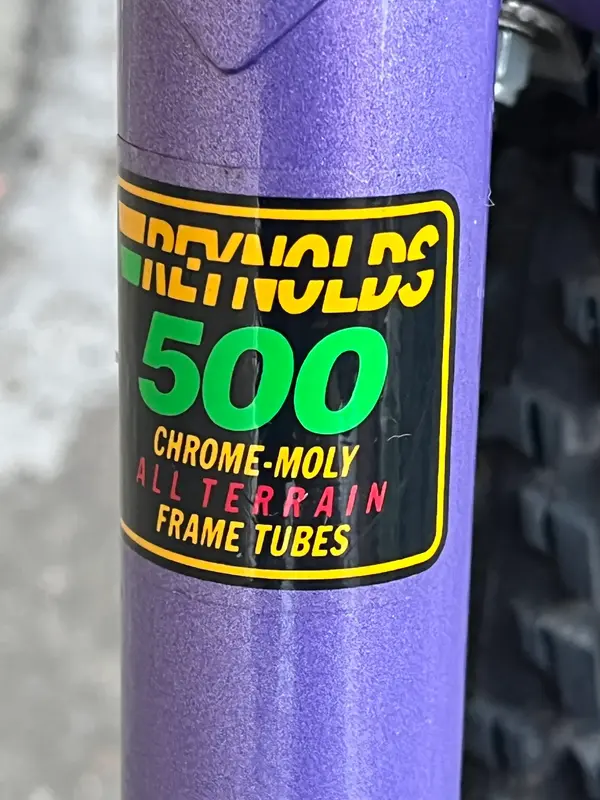 REYNOLDS
500
CHROME-MOLY
ALL TERRAIN
FRAME TUBES